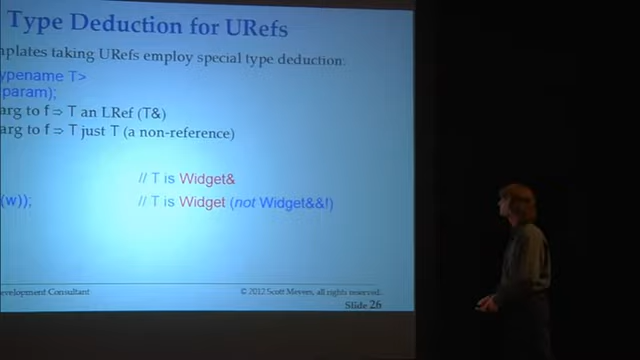 Type Deduction for URefs
mplates taking URefs employ special type deduction:
ypename T>
param);
arg to f ⇒ T an LRef (T&)
arg to f ⇒ T just T (a non-reference)
// T is Widget&
(w)); // T is Widget (not Widget&&!)
evelopment Consultant © 2012 Scott Meyers, all rights reserved.
Slide 26